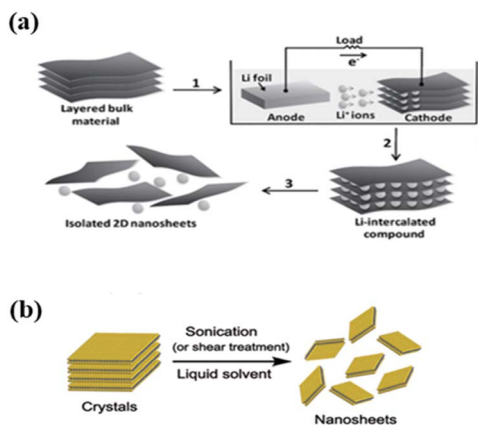 (a)
Load
e-
1
Li foil
Layered bulk
material
Anode
Li+ ions
Cathode
2
3
Isolated 2D nanosheets
Li-intercalated
compound
(b)
Sonication
(or shear treatment)
Liquid solvent
Crystals
Nanosheets